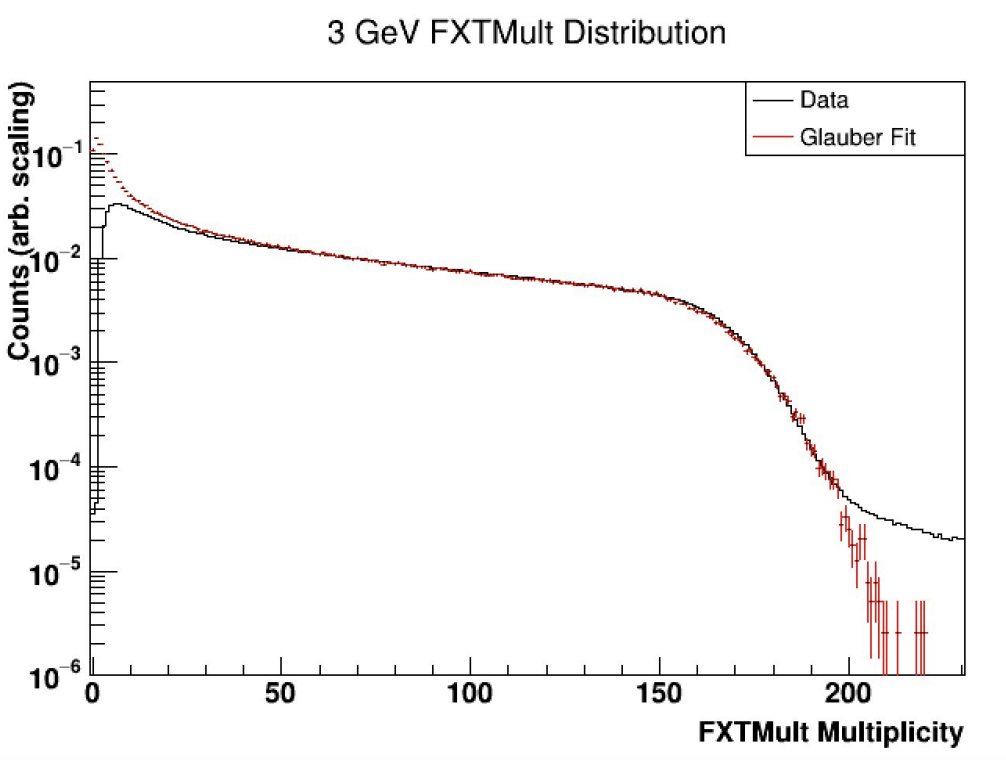 3 GeV FXTMult Distribution
Data
Glauber Fit
Counts (arb. scaling)
10⁻¹
10⁻²
10⁻³
10⁻⁴
10⁻⁵
10⁻⁶
0 50 100 150 200
FXTMult Multiplicity